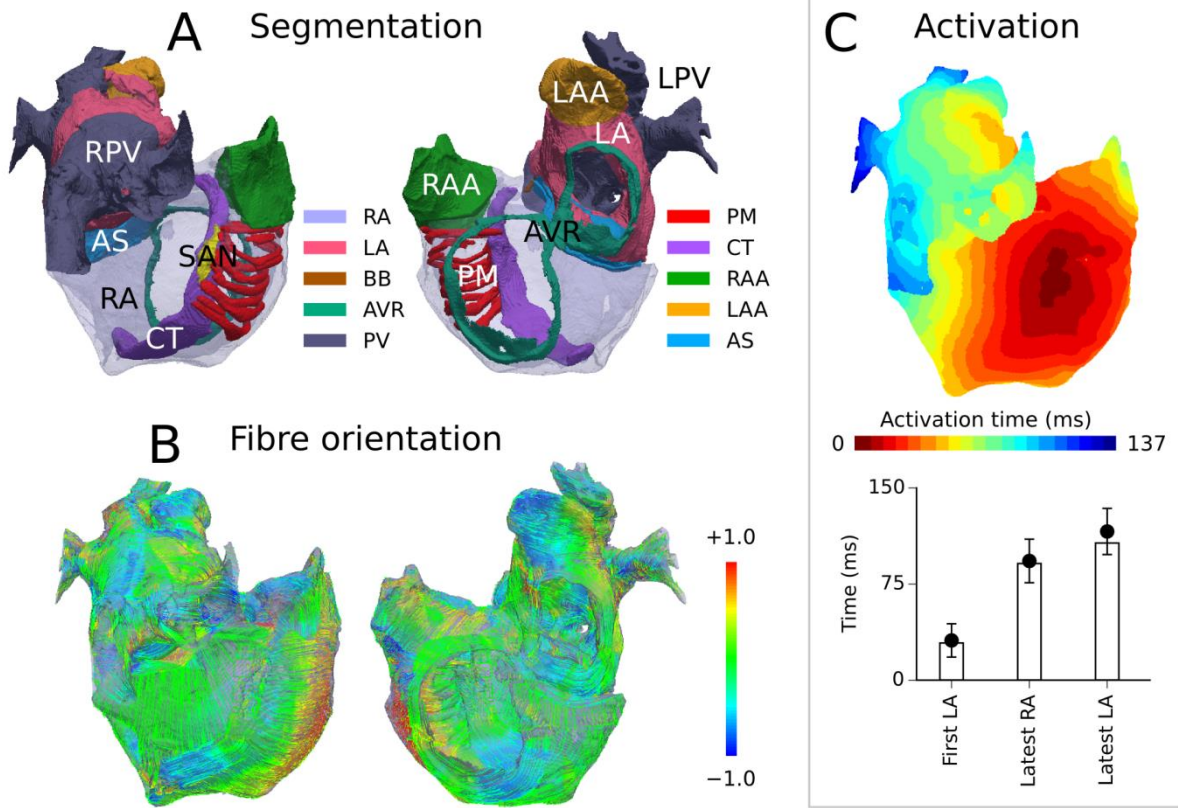 A Segmentation
RPV
AS
SAN
RA
CT
RA
LA
BB
AVR
PV
LAA
LPV
LA
RAA
AVR
PM
PM
CT
RAA
LAA
AS
B Fibre orientation
+1.0
−1.0
C Activation
Activation time (ms)
0 137
150
75
0
Time (ms)
First LA
Latest RA
Latest LA